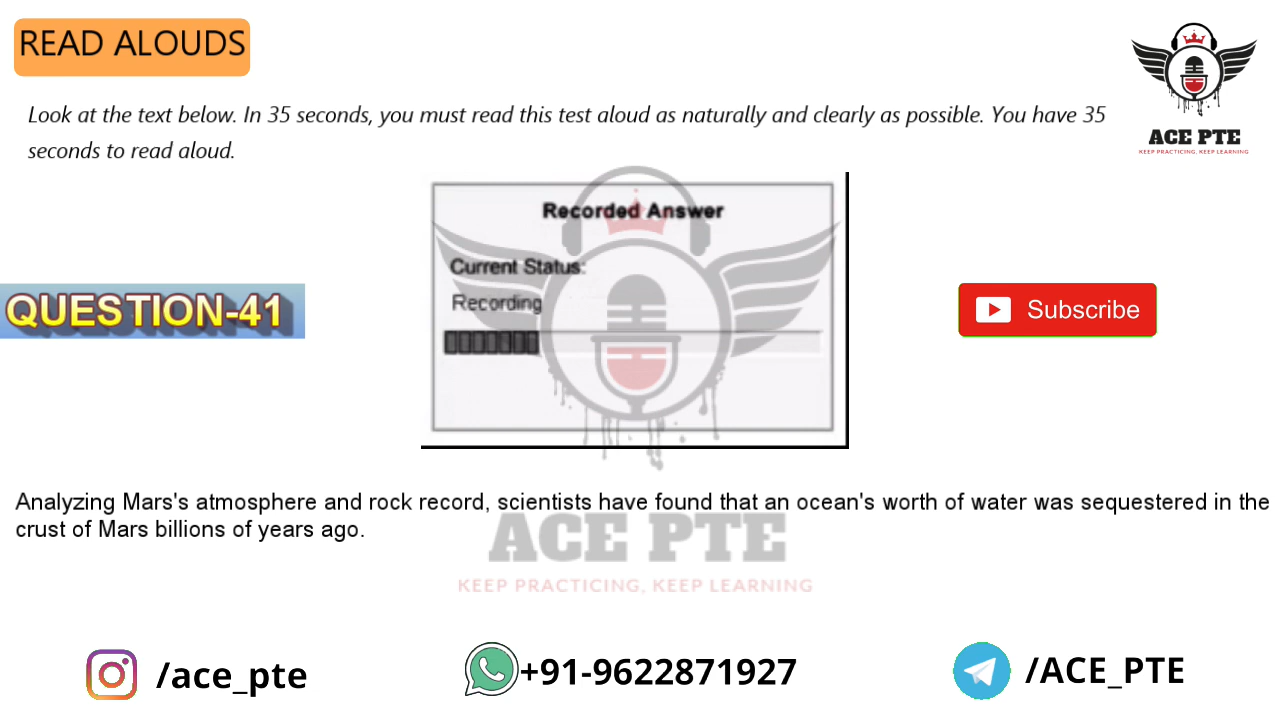 READ ALOUDS
Look at the text below. In 35 seconds, you must read this test aloud as naturally and clearly as possible. You have 35
seconds to read aloud.
ACE PTE
KEEP PRACTICING, KEEP LEARNING
Recorded Answer
Current Status:
Recording
QUESTION-41
Subscribe
Analyzing Mars's atmosphere and rock record, scientists have found that an ocean's worth of water was sequestered in the
crust of Mars billions of years ago.
ACE PTE
KEEP PRACTICING, KEEP LEARNING
/ace_pte
+91-9622871927
/ACE_PTE